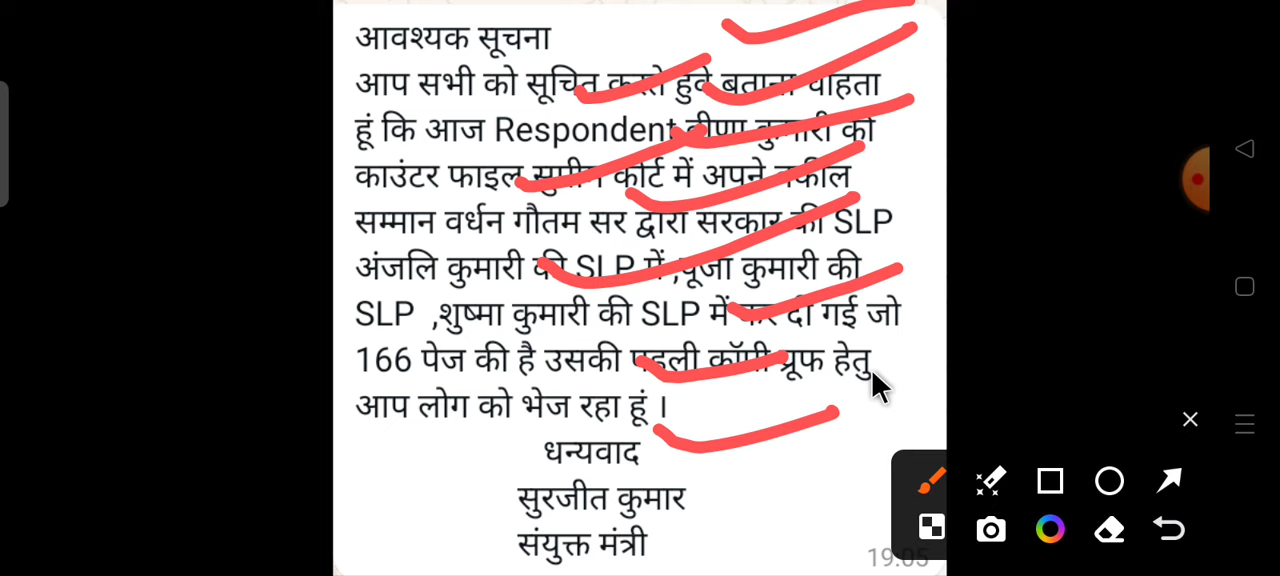 आवश्यक सूचना
आप सभी को सूचित करते हुवे बताना चाहता
हूं कि आज Respondent वीणा कुमारी की
काउंटर फाइल सुप्रीम कोर्ट में अपने वकील
सम्मान वर्धन गौतम सर द्वारा सरकार की SLP
अंजलि कुमारी की SLP में ,पूजा कुमारी की
SLP ,शुष्मा कुमारी की SLP में कर दी गई जो
166 पेज की है उसकी पहली कॉपी प्रूफ हेतु
आप लोग को भेज रहा हूं ।
धन्यवाद
सुरजीत कुमार
संयुक्त मंत्री
19:05